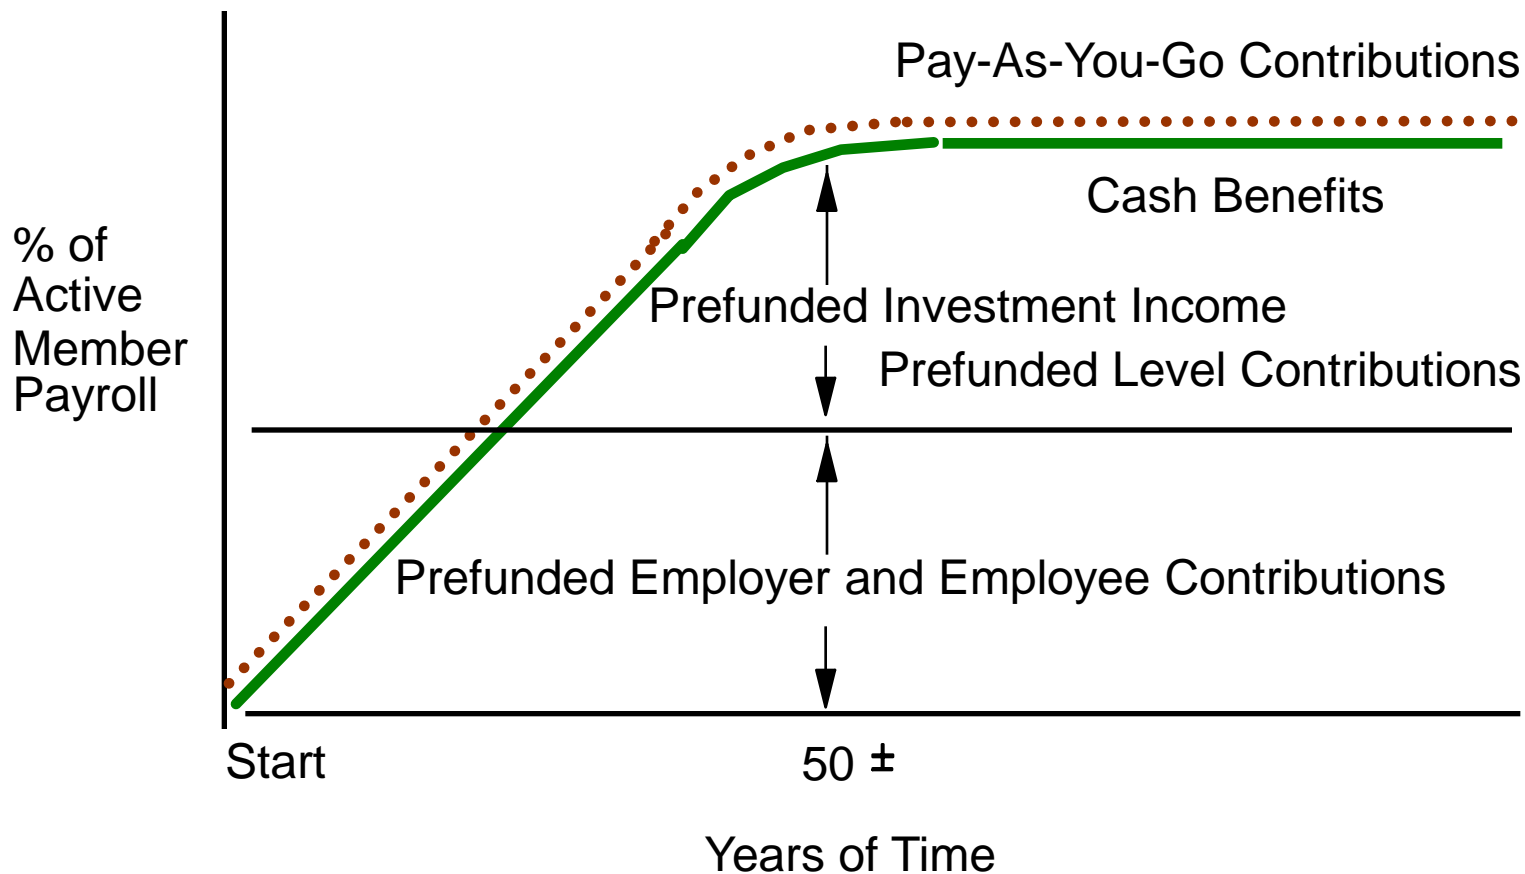 Pay-As-You-Go Contributions
Cash Benefits
% of
Active
Member
Payroll
Prefunded Investment Income
Prefunded Level Contributions
Prefunded Employer and Employee Contributions
Start
50 ±
Years of Time